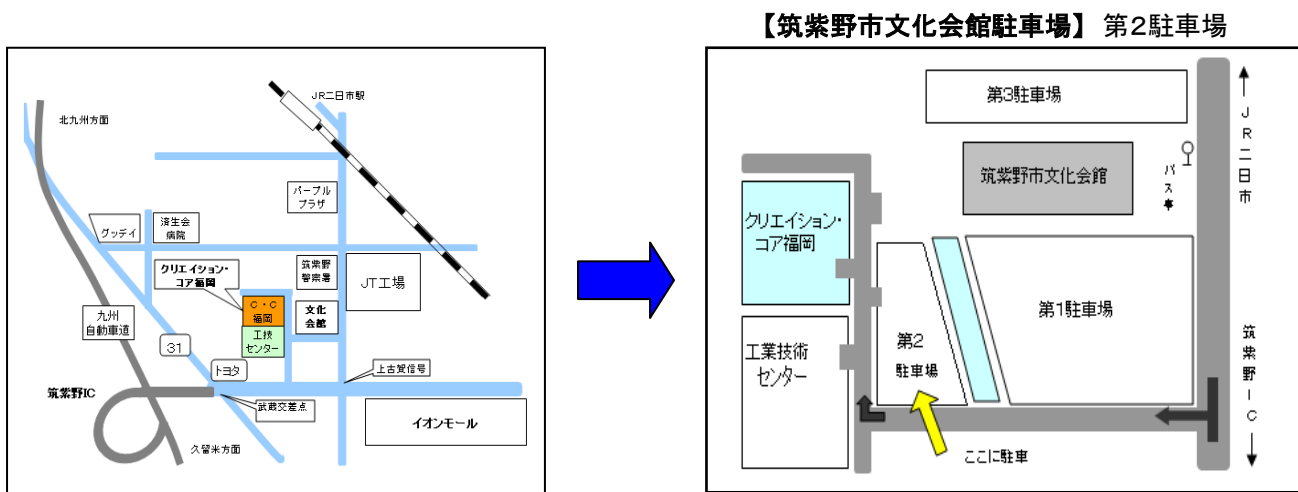 【筑紫野市文化会館駐車場】 第2駐車場
JR二日市駅
北九州方面
パープル
プラザ
グッデイ
済生会
病院
クリエイション・
コア福岡
筑紫野
警察署
JT工場
C・C
福岡
文化
会館
九州
自動車道
工技
センター
31
トヨタ
上古賀信号
筑紫野IC
武蔵交差点
イオンモール
久留米方面
第3駐車場
JR二日市
バス亭
筑紫野市文化会館
クリエイション・
コア福岡
第1駐車場
第2
駐車場
工業技術
センター
筑紫野IC
ここに駐車